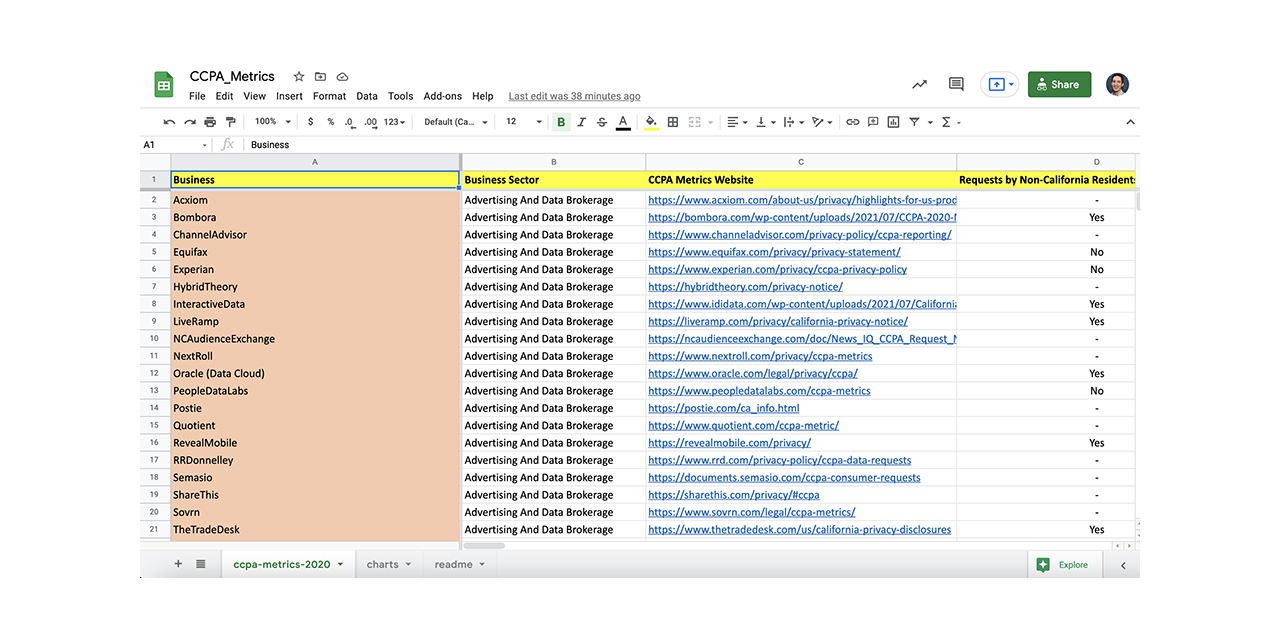 CCPA_Metrics
File Edit View Insert Format Data Tools Add-ons Help Last edit was 38 minutes ago
Share
100% $ % .0 .00 123 Default (Ca... 12 B I S A
A1 fx Business
A B C D
1 Business Business Sector CCPA Metrics Website Requests by Non-California Residents
2 Acxiom Advertising And Data Brokerage https://www.acxiom.com/about-us/privacy/highlights-for-us-prod -
3 Bombora Advertising And Data Brokerage https://bombora.com/wp-content/uploads/2021/07/CCPA-2020-M Yes
4 ChannelAdvisor Advertising And Data Brokerage https://www.channeladvisor.com/privacy-policy/ccpa-reporting/ -
5 Equifax Advertising And Data Brokerage https://www.equifax.com/privacy/privacy-statement/ No
6 Experian Advertising And Data Brokerage https://www.experian.com/privacy/ccpa-privacy-policy No
7 HybridTheory Advertising And Data Brokerage https://hybridtheory.com/privacy-notice/ -
8 InteractiveData Advertising And Data Brokerage https://www.ididata.com/wp-content/uploads/2021/07/California Yes
9 LiveRamp Advertising And Data Brokerage https://liveramp.com/privacy/california-privacy-notice/ Yes
10 NCAudienceExchange Advertising And Data Brokerage https://ncaudienceexchange.com/doc/News_IQ_CCPA_Request_M -
11 NextRoll Advertising And Data Brokerage https://www.nextroll.com/privacy/ccpa-metrics -
12 Oracle (Data Cloud) Advertising And Data Brokerage https://www.oracle.com/legal/privacy/ccpa/ Yes
13 PeopleDataLabs Advertising And Data Brokerage https://www.peopledatalabs.com/ccpa-metrics No
14 Postie Advertising And Data Brokerage https://postie.com/ca_info.html -
15 Quotient Advertising And Data Brokerage https://www.quotient.com/ccpa-metric/ -
16 RevealMobile Advertising And Data Brokerage https://revealmobile.com/privacy/ Yes
17 RRDonnelley Advertising And Data Brokerage https://www.rrd.com/privacy-policy/ccpa-data-requests -
18 Semasio Advertising And Data Brokerage https://documents.semasio.com/ccpa-consumer-requests -
19 ShareThis Advertising And Data Brokerage https://sharethis.com/privacy/#ccpa -
20 Sovrn Advertising And Data Brokerage https://www.sovrn.com/legal/ccpa-metrics/ -
21 TheTradeDesk Advertising And Data Brokerage https://www.thetradedesk.com/us/california-privacy-disclosures Yes
ccpa-metrics-2020 charts readme Explore